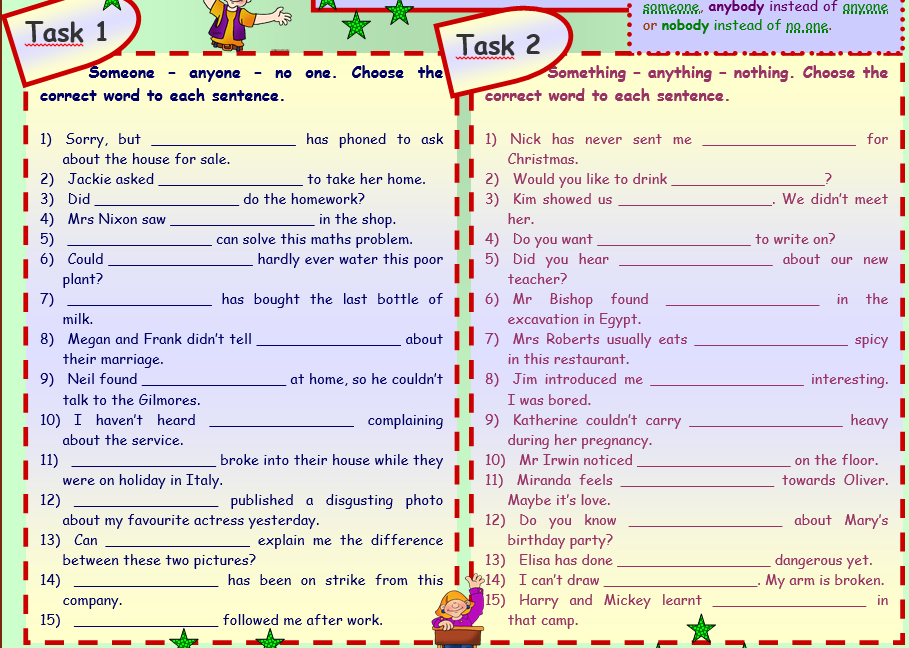 someone, anybody instead of anyone
or nobody instead of no one.
Task 1
Someone – anyone – no one. Choose the
correct word to each sentence.
1) Sorry, but ________________ has phoned to ask
about the house for sale.
2) Jackie asked ________________ to take her home.
3) Did ________________ do the homework?
4) Mrs Nixon saw ________________ in the shop.
5) ________________ can solve this maths problem.
6) Could ________________ hardly ever water this poor
plant?
7) ________________ has bought the last bottle of
milk.
8) Megan and Frank didn't tell ________________ about
their marriage.
9) Neil found ________________ at home, so he couldn't
talk to the Gilmores.
10) I haven't heard ________________ complaining
about the service.
11) ________________ broke into their house while they
were on holiday in Italy.
12) ________________ published a disgusting photo
about my favourite actress yesterday.
13) Can ________________ explain me the difference
between these two pictures?
14) ________________ has been on strike from this
company.
15) ________________ followed me after work.
Task 2
Something – anything – nothing. Choose the
correct word to each sentence.
1) Nick has never sent me _________________ for
Christmas.
2) Would you like to drink _________________?
3) Kim showed us _________________. We didn't meet
her.
4) Do you want _________________ to write on?
5) Did you hear _________________ about our new
teacher?
6) Mr Bishop found _________________ in the
excavation in Egypt.
7) Mrs Roberts usually eats _________________ spicy
in this restaurant.
8) Jim introduced me _________________ interesting.
I was bored.
9) Katherine couldn't carry _________________ heavy
during her pregnancy.
10) Mr Irwin noticed _________________ on the floor.
11) Miranda feels _________________ towards Oliver.
Maybe it's love.
12) Do you know _________________ about Mary's
birthday party?
13) Elisa has done _________________ dangerous yet.
14) I can't draw _________________. My arm is broken.
15) Harry and Mickey learnt _________________ in
that camp.